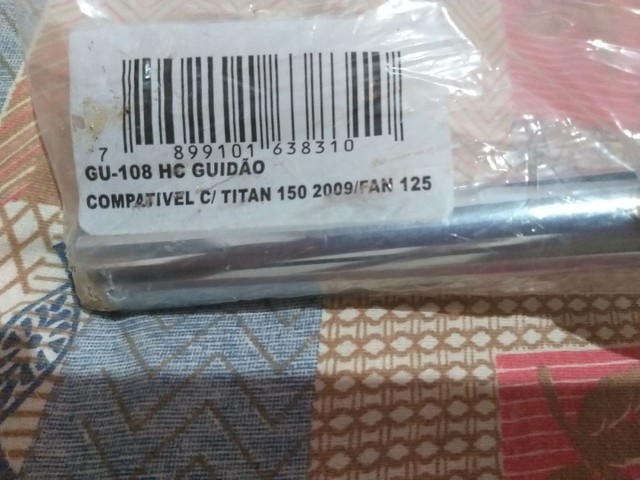 7 899101 638310
GU-108 HC GUIDÃO
COMPATIVEL C/ TITAN 150 2009/FAN 125